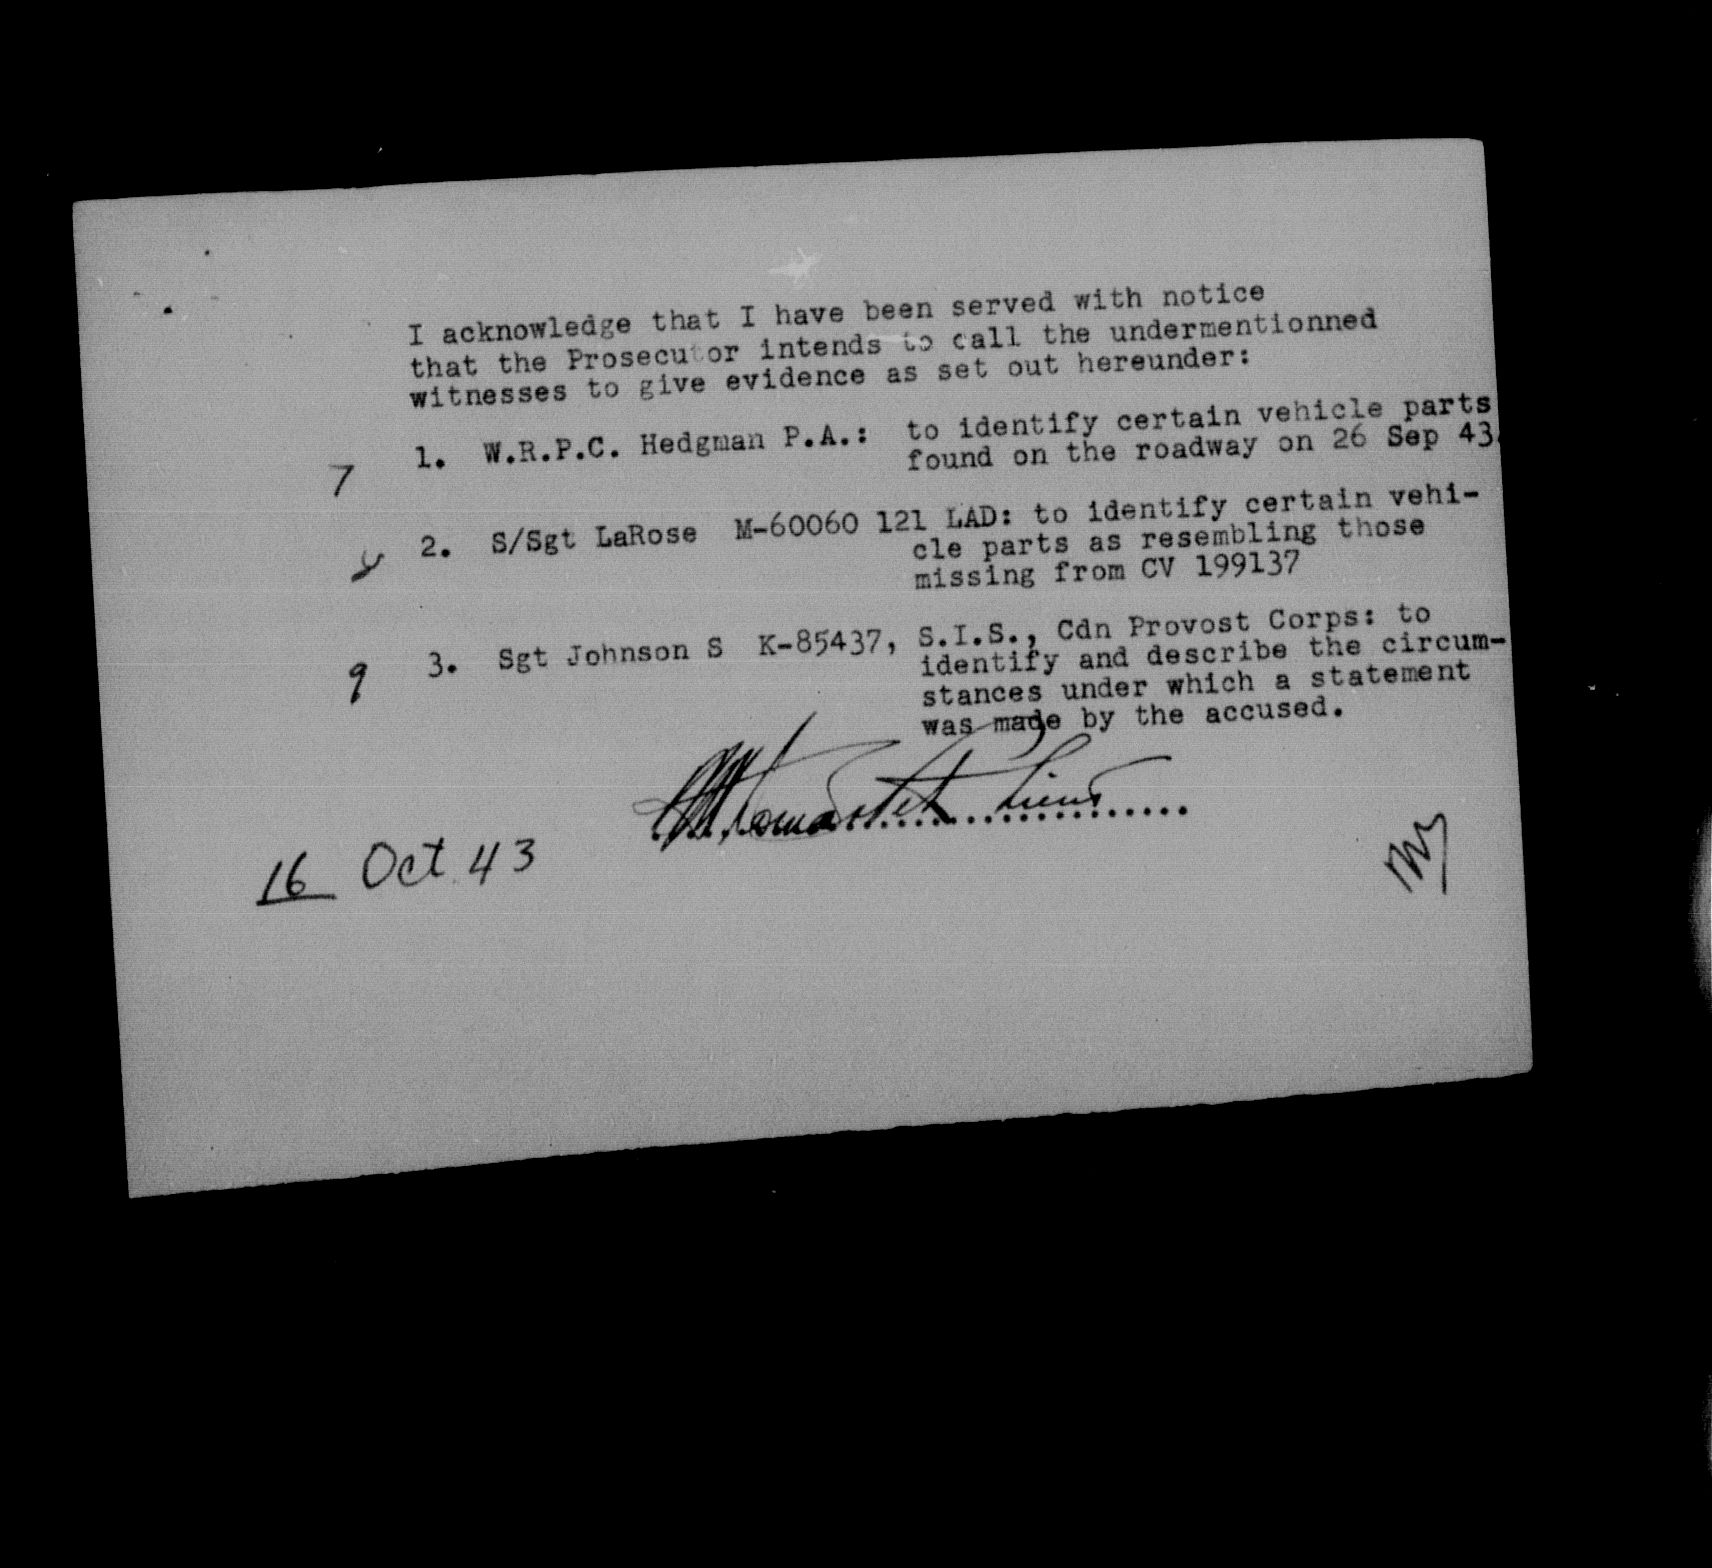 I acknowledge that I have been served with notice
that the Prosecutor intends to call the undermentionned
witnesses to give evidence as set out hereunder:
7 1. W.R.P.C. Hedgman P.A.: to identify certain vehicle parts
found on the roadway on 26 Sep 43.
2. S/Sgt LaRose M-60060 121 LAD: to identify certain vehi-
cle parts as resembling those
missing from CV 199137
9 3. Sgt Johnson S K-85437, S.I.S., Cdn Provost Corps: to
identify and describe the circum-
stances under which a statement
was made by the accused.
Lieut
16 Oct 43